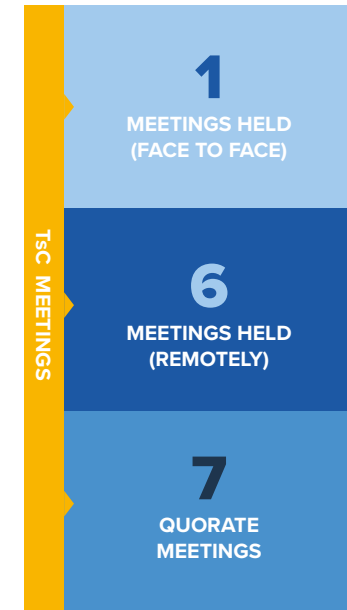 TsC MEETINGS
1
MEETINGS HELD
(FACE TO FACE)
6
MEETINGS HELD
(REMOTELY)
7
QUORATE
MEETINGS